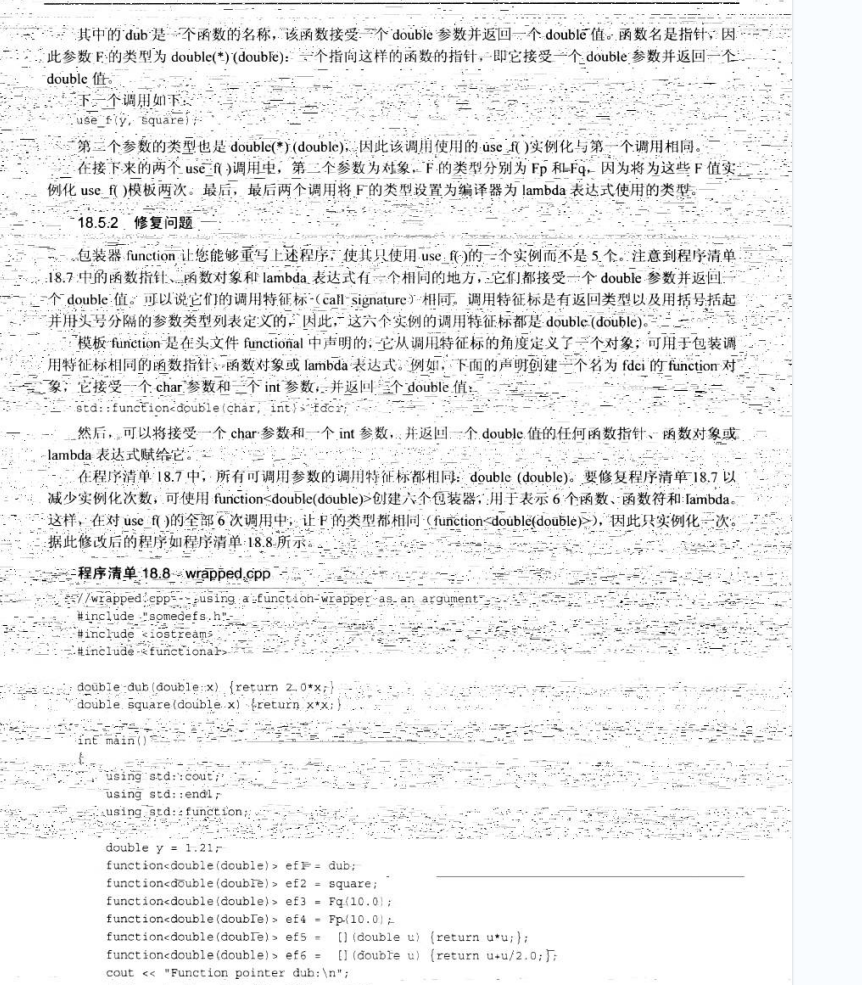 其中的 dub 是一个函数的名称，该函数接受一个 double 参数并返回一个 double 值。函数名是指针，因
此参数 F 的类型为 double(*)(double)：一个指向这样的函数的指针，即它接受一个 double 参数并返回一个
double 值。
下一个调用如下：
use_f(y, square);
第二个参数的类型也是 double(*)(double)，因此该调用使用的 use_f( )实例化与第一个调用相同。
在接下来的两个 use_f( )调用中，第二个参数为对象，F 的类型分别为 Fp 和 Fq，因为将为这些 F 值实
例化 use_f( )模板两次。最后，最后两个调用将 F 的类型设置为编译器为 lambda 表达式使用的类型。
18.5.2 修复问题
包装器 function 让您能够重写上述程序，使其只使用 use_f( )的一个实例而不是 5 个。注意到程序清单
18.7 中的函数指针、函数对象和 lambda 表达式有一个相同的地方，它们都接受一个 double 参数并返回一
个 double 值。可以说它们的调用特征标（call signature）相同。调用特征标是有返回类型以及用括号括起
并用头号分隔的参数类型列表定义的，因此，这六个实例的调用特征标都是 double (double)。
模板 function 是在头文件 functional 中声明的，它从调用特征标的角度定义了一个对象，可用于包装调
用特征标相同的函数指针、函数对象或 lambda 表达式。例如，下面的声明创建一个名为 fdci 的 function 对
象，它接受一个 char 参数和一个 int 参数，并返回一个 double 值：
std::function<double(char, int)> fdci;
然后，可以将接受一个 char 参数和一个 int 参数，并返回一个 double 值的任何函数指针、函数对象或
lambda 表达式赋给它。
在程序清单 18.7 中，所有可调用参数的调用特征标都相同：double (double)。要修复程序清单 18.7 以
减少实例化次数，可使用 function<double(double)>创建六个包装器，用于表示 6 个函数、函数符和 lambda。
这样，在对 use_f( )的全部 6 次调用中，让 F 的类型都相同（function<double(double)>），因此只实例化一次。
据此修改后的程序如程序清单 18.8 所示。
程序清单 18.8 wrapped.cpp
//wrapped.cpp -- using a function wrapper as an argument
#include "somedefs.h"
#include <iostream>
#include <functional>
double dub(double x) {return 2.0*x;}
double square(double x) {return x*x;}
int main()
{
using std::cout;
using std::endl;
using std::function;
double y = 1.21;
function<double(double)> ef1 = dub;
function<double(double)> ef2 = square;
function<double(double)> ef3 = Fq(10.0);
function<double(double)> ef4 = Fp(10.0);
function<double(double)> ef5 = [](double u) {return u*u;};
function<double(double)> ef6 = [](double u) {return u+u/2.0;};
cout << "Function pointer dub:\n";